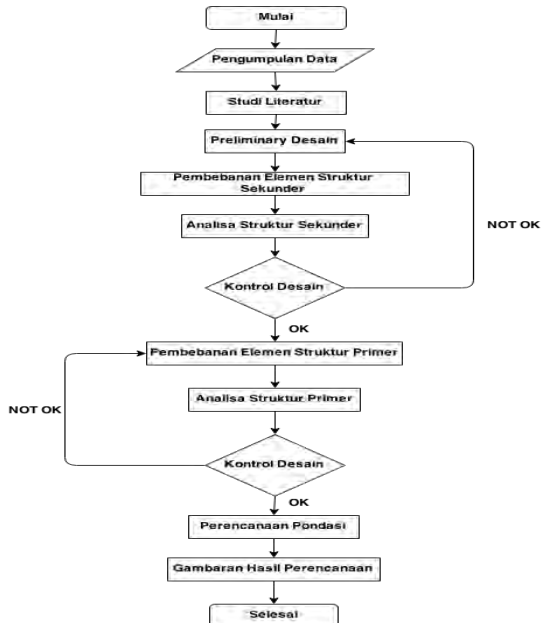 Mulai
Pengumpulan Data
Studi Literatur
Preliminary Desain
Pembebanan Elemen Struktur
Sekunder
Analisa Struktur Sekunder
NOT OK
Kontrol Desain
OK
Pembebanan Elemen Struktur Primer
Analisa Struktur Primer
NOT OK
Kontrol Desain
OK
Perencanaan Pondasi
Gambaran Hasil Perencanaan
Selesai